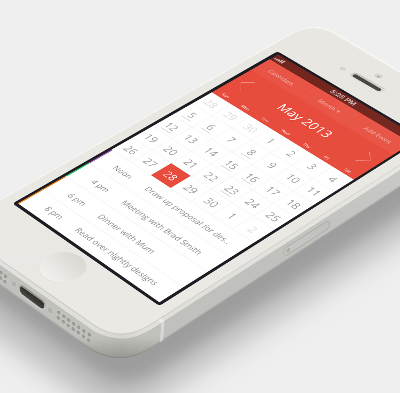 5:25 PM
Calendars Month Add Event
May 2013
Sun Mon Tue Wed Thu Fri Sat
28 29 30 1 2 3 4
5 6 7 8 9 10 11
12 13 14 15 16 17 18
19 20 21 22 23 24 25
26 27 28 29 30 1 2
Noon Draw up proposal for des...
4 pm Meeting with Brad Smith
6 pm Dinner with Mum
8 pm Read over nightly designs